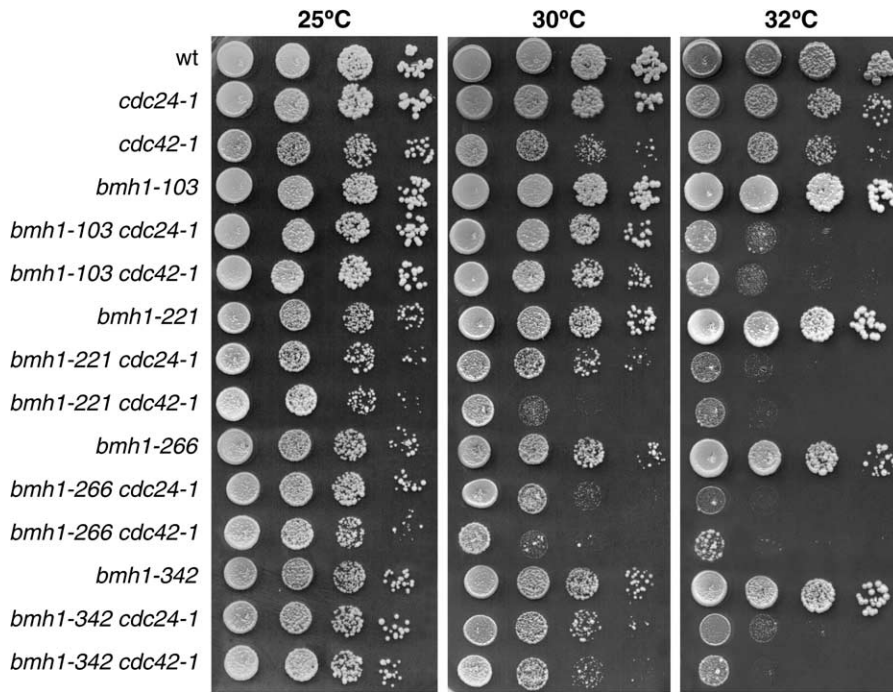 25ºC 30ºC 32ºC
wt
cdc24-1
cdc42-1
bmh1-103
bmh1-103 cdc24-1
bmh1-103 cdc42-1
bmh1-221
bmh1-221 cdc24-1
bmh1-221 cdc42-1
bmh1-266
bmh1-266 cdc24-1
bmh1-266 cdc42-1
bmh1-342
bmh1-342 cdc24-1
bmh1-342 cdc42-1